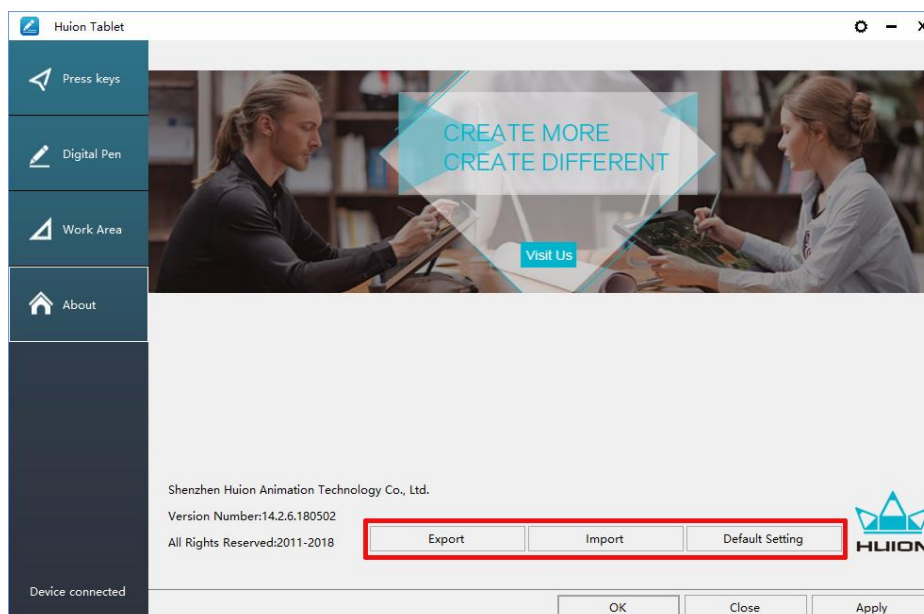 Huion Tablet
Press keys
Digital Pen
Work Area
About
CREATE MORE
CREATE DIFFERENT
Visit Us
Shenzhen Huion Animation Technology Co., Ltd.
Version Number:14.2.6.180502
All Rights Reserved:2011-2018
Export Import Default Setting
HUION
Device connected
OK Close Apply